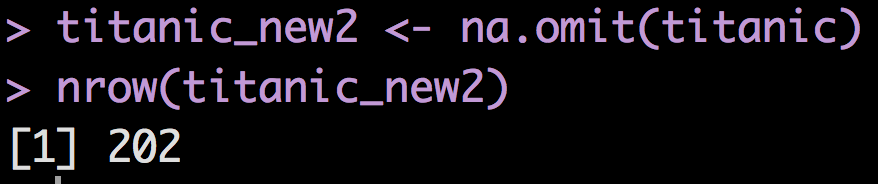 > titanic_new2 <- na.omit(titanic)
> nrow(titanic_new2)
[1] 202